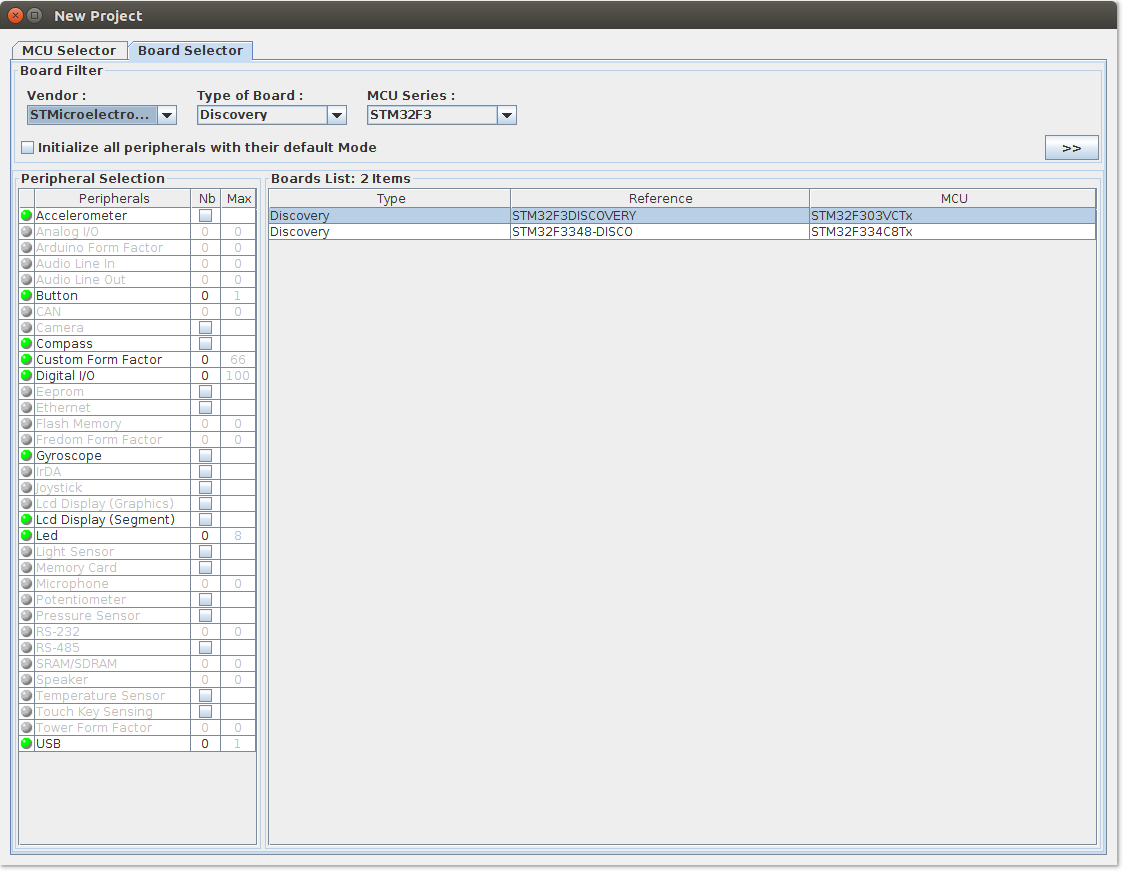 New Project
MCU Selector Board Selector
Board Filter
Vendor : Type of Board : MCU Series :
STMicroelectro... Discovery STM32F3
Initialize all peripherals with their default Mode >>
Peripheral Selection Boards List: 2 Items
Peripherals Nb Max Type Reference MCU
Accelerometer Discovery STM32F3DISCOVERY STM32F303VCTx
Analog I/O 0 0 Discovery STM32F3348-DISCO STM32F334C8Tx
Arduino Form Factor 0 0
Audio Line In 0 0
Audio Line Out 0 0
Button 0 1
CAN 0 0
Camera
Compass
Custom Form Factor 0 66
Digital I/O 0 100
Eeprom
Ethernet
Flash Memory 0 0
Fredom Form Factor 0 0
Gyroscope
IrDA
Joystick
Lcd Display (Graphics)
Lcd Display (Segment)
Led 0 8
Light Sensor
Memory Card
Microphone 0 0
Potentiometer
Pressure Sensor
RS-232 0 0
RS-485
SRAM/SDRAM 0 0
Speaker 0 0
Temperature Sensor
Touch Key Sensing
Tower Form Factor 0 0
USB 0 1